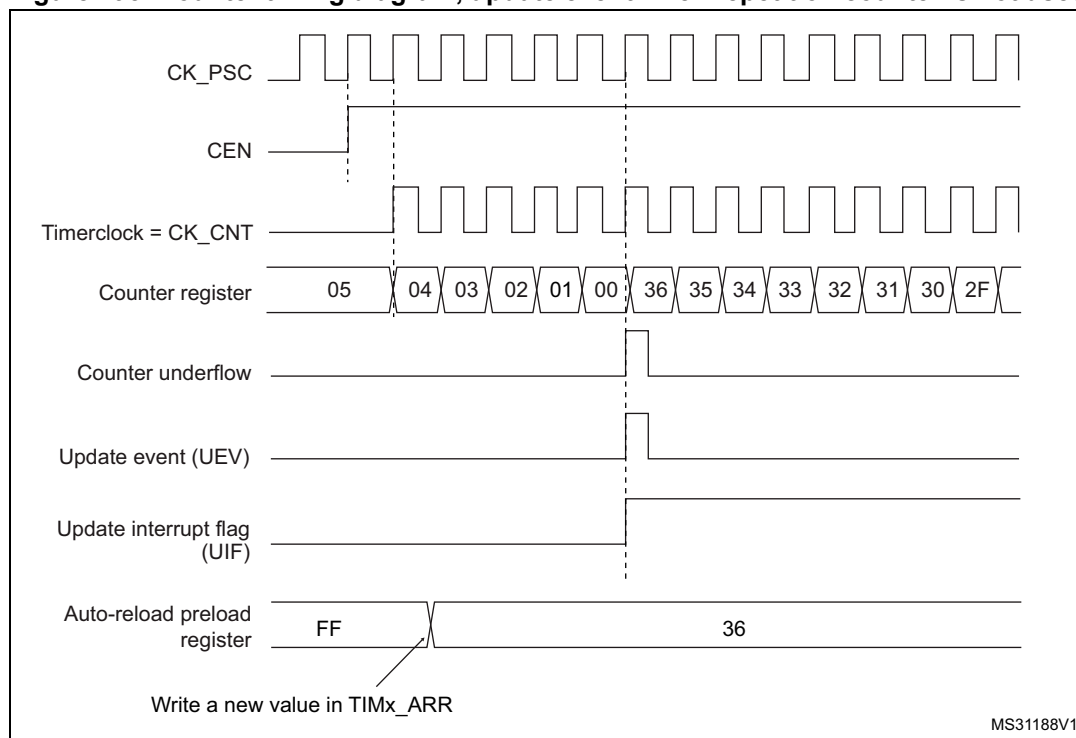 CK_PSC
CEN
Timerclock = CK_CNT
Counter register 05 04 03 02 01 00 36 35 34 33 32 31 30 2F
Counter underflow
Update event (UEV)
Update interrupt flag
(UIF)
Auto-reload preload
register FF 36
Write a new value in TIMx_ARR
MS31188V1